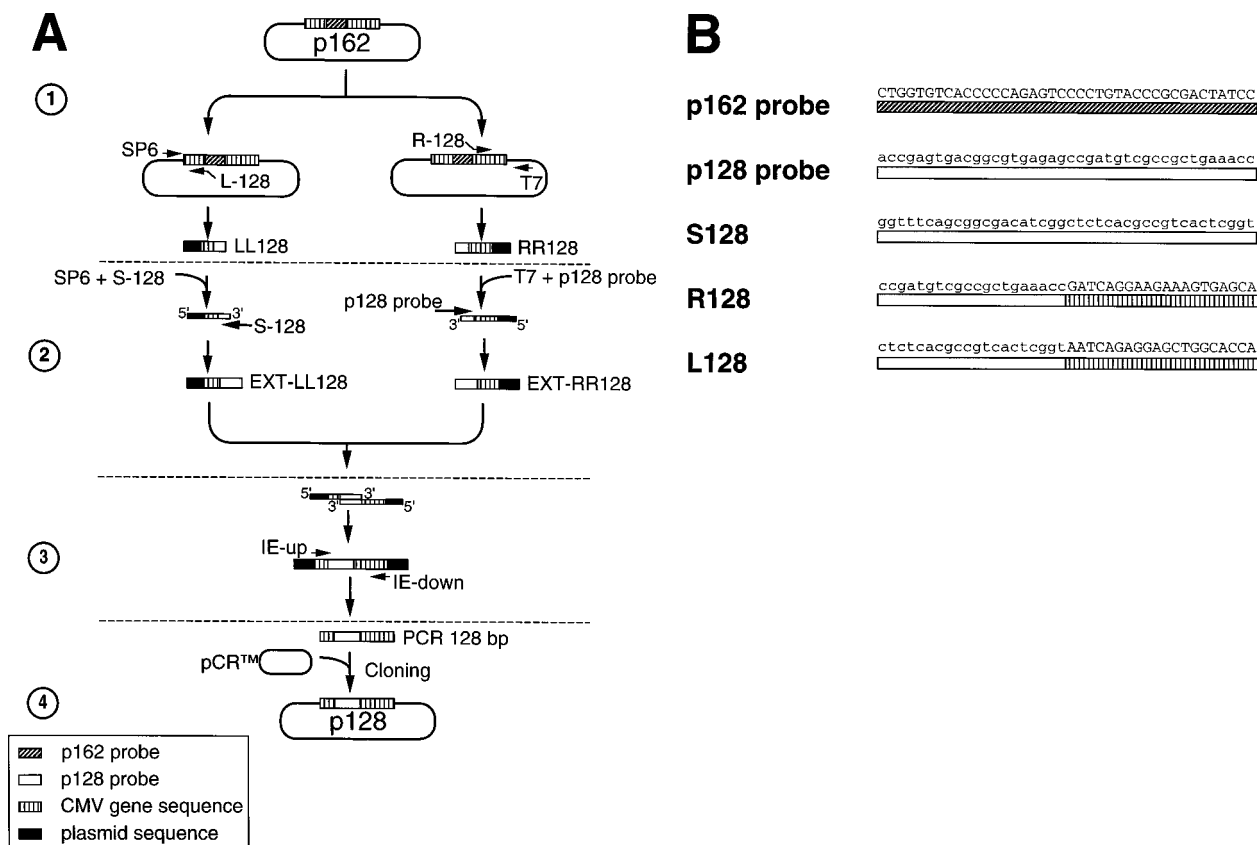 A
p162
1
SP6
L-128
R-128
T7
LL128
RR128
SP6 + S-128
T7 + p128 probe
5'
3'
S-128
p128 probe
3'
5'
2
EXT-LL128
EXT-RR128
5'
3'
3'
5'
3
IE-up
IE-down
PCR 128 bp
pCR™
Cloning
4
p128
p162 probe
p128 probe
CMV gene sequence
plasmid sequence
B
p162 probe
CTGGTGTCACCCCCAGAGTCCCCTGTACCCGCGACTATCC
p128 probe
accgagtgacggcgtgagagccgatgtcgccgctgaaacc
S128
ggtttcagcggcgacatcggctctcacgccgtcactcggt
R128
ccgatgtcgccgctgaaaccGATCAGGAAGAAAGTGAGCA
L128
ctctcacgccgtcactcggtAATCAGAGGAGCTGGCACCA